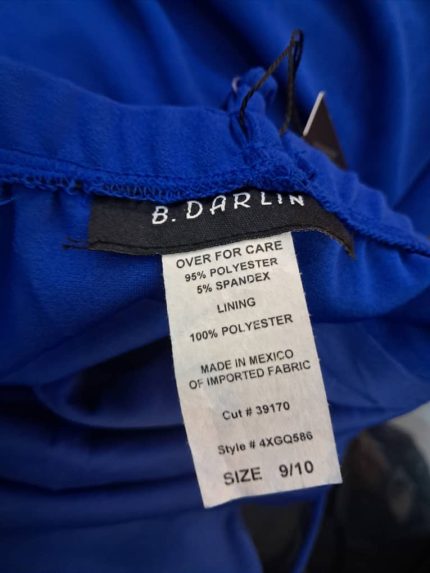 B. DARLIN
OVER FOR CARE
95% POLYESTER
5% SPANDEX
LINING
100% POLYESTER
MADE IN MEXICO
OF IMPORTED FABRIC
Cut # 39170
Style # 4XGQ586
SIZE 9/10